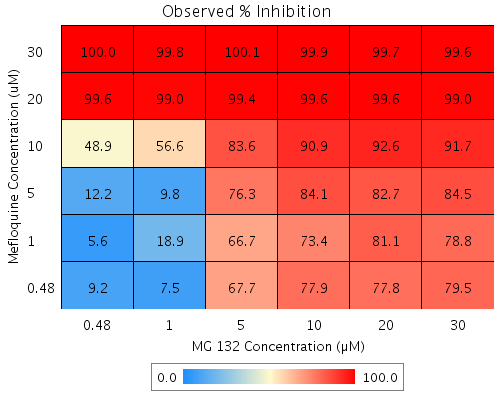 Observed % Inhibition
Mefloquine Concentration (uM)
30 100.0 99.8 100.1 99.9 99.7 99.6
20 99.6 99.0 99.4 99.6 99.6 99.0
10 48.9 56.6 83.6 90.9 92.6 91.7
5 12.2 9.8 76.3 84.1 82.7 84.5
1 5.6 18.9 66.7 73.4 81.1 78.8
0.48 9.2 7.5 67.7 77.9 77.8 79.5
0.48 1 5 10 20 30
MG 132 Concentration (µM)
0.0 100.0